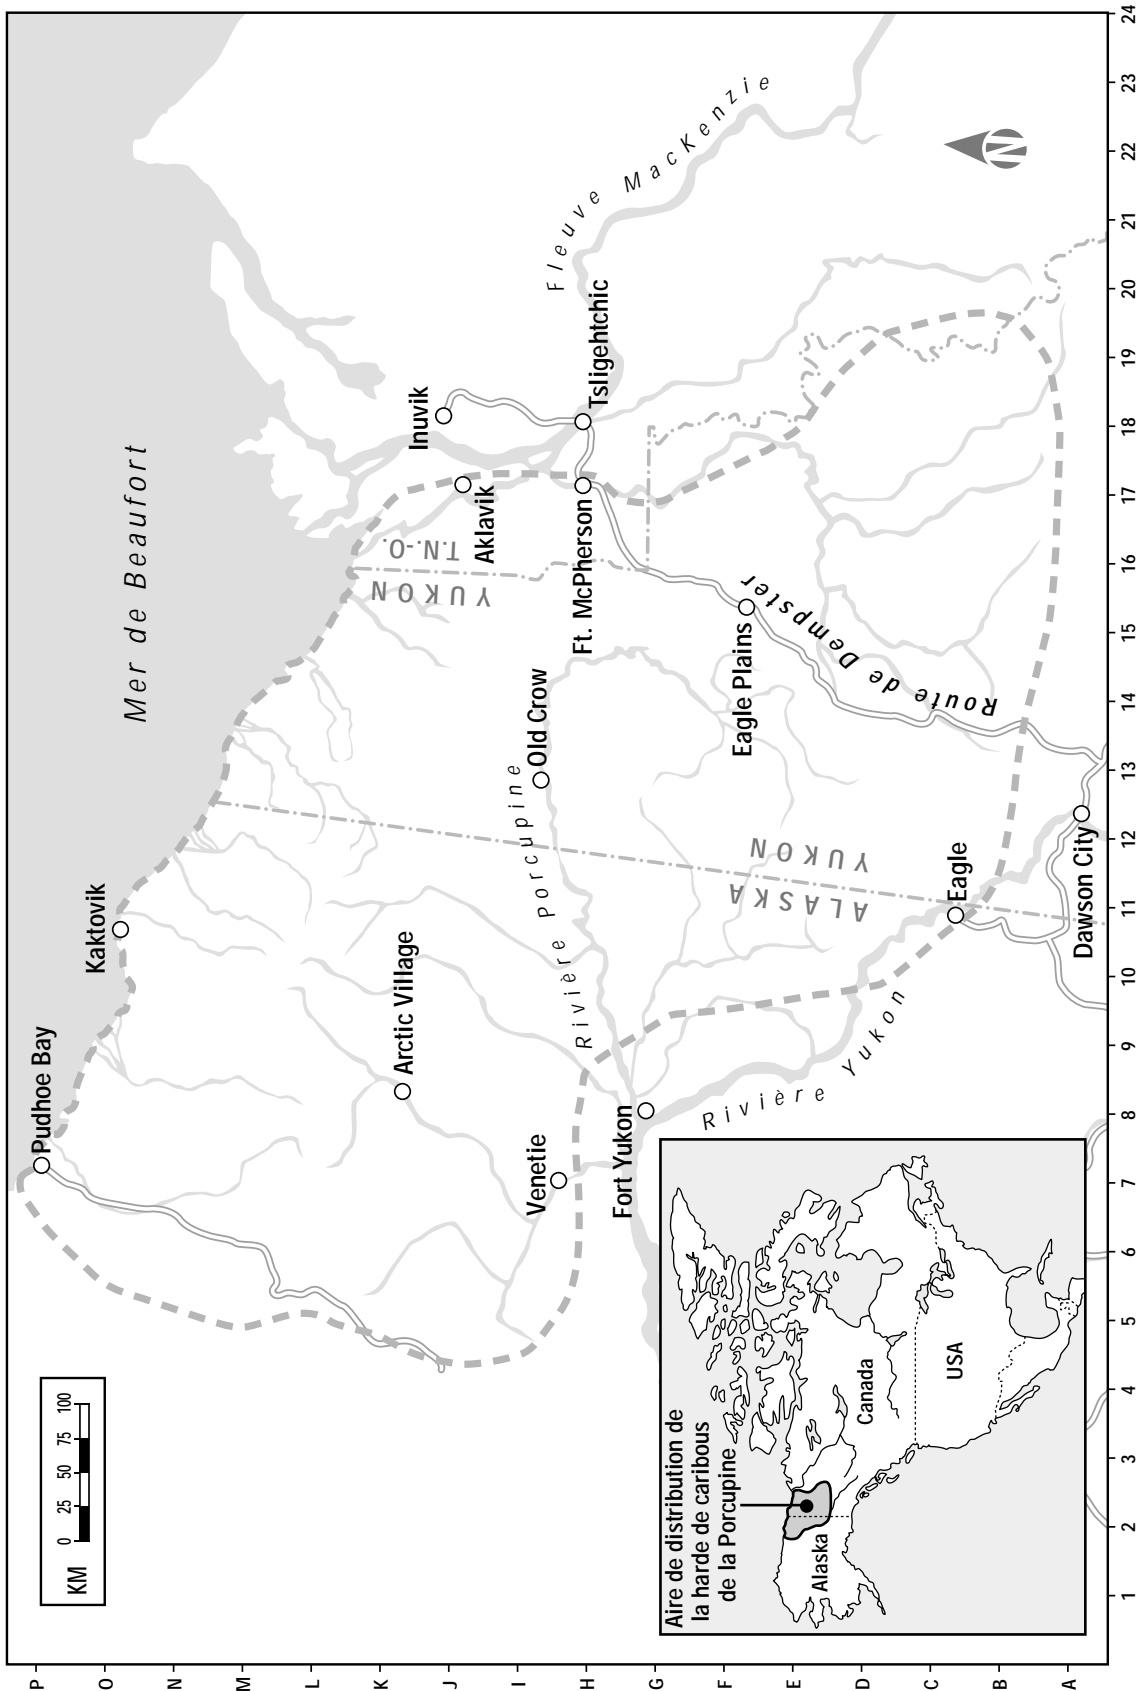 Mer de Beaufort
Pudhoe Bay
Kaktovik
Inuvik
Aklavik
T.N.-O.
YUKON
Arctic Village
Old Crow
Rivière Porcupine
Venetie
Ft. McPherson
Tsligehtchic
Fleuve MacKenzie
Fort Yukon
Eagle Plains
Route de Dempster
ALASKA
YUKON
Rivière Yukon
Eagle
Dawson City
N
KM
0 25 50 75 100
Aire de distribution de
la harde de caribous
de la Porcupine
Alaska
Canada
USA
P
O
N
M
L
K
J
I
H
G
F
E
D
C
B
A
1 2 3 4 5 6 7 8 9 10 11 12 13 14 15 16 17 18 19 20 21 22 23 24